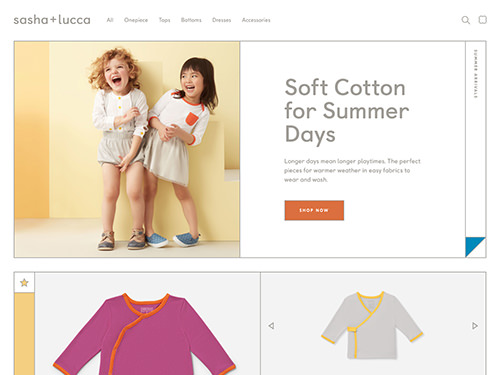 sasha+lucca
All Onepiece Tops Bottoms Dresses Accessories
SUMMER ARRIVALS
Soft Cotton
for Summer
Days
Longer days mean longer playtimes. The perfect
pieces for warmer weather in easy fabrics to
wear and wash.
SHOP NOW